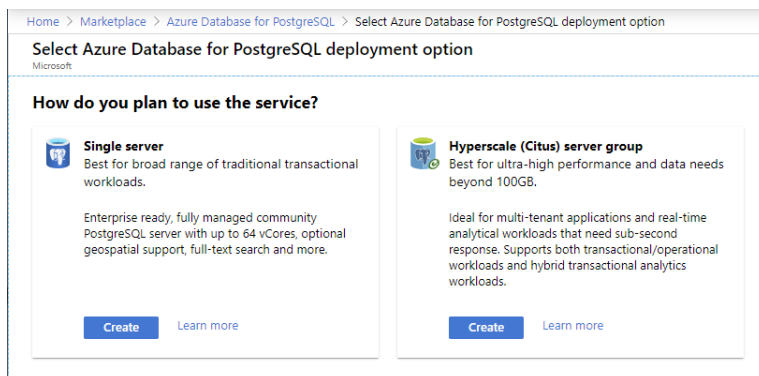 Home > Marketplace > Azure Database for PostgreSQL > Select Azure Database for PostgreSQL deployment option
Select Azure Database for PostgreSQL deployment option
Microsoft
How do you plan to use the service?
Single server
Best for broad range of traditional transactional
workloads.
Enterprise ready, fully managed community
PostgreSQL server with up to 64 vCores, optional
geospatial support, full-text search and more.
Create Learn more
Hyperscale (Citus) server group
Best for ultra-high performance and data needs
beyond 100GB.
Ideal for multi-tenant applications and real-time
analytical workloads that need sub-second
response. Supports both transactional/operational
workloads and hybrid transactional analytics
workloads.
Create Learn more